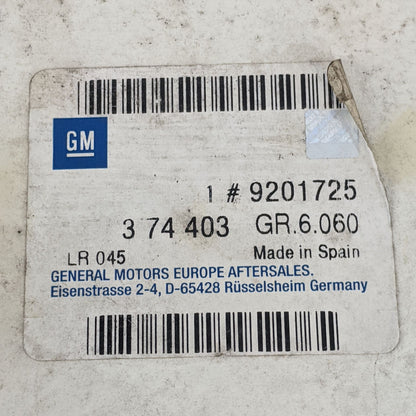 GM
1 # 9201725
3 74 403 GR.6.060
LR 045 Made in Spain
GENERAL MOTORS EUROPE AFTERSALES.
Eisenstrasse 2-4, D-65428 Rüsselsheim Germany